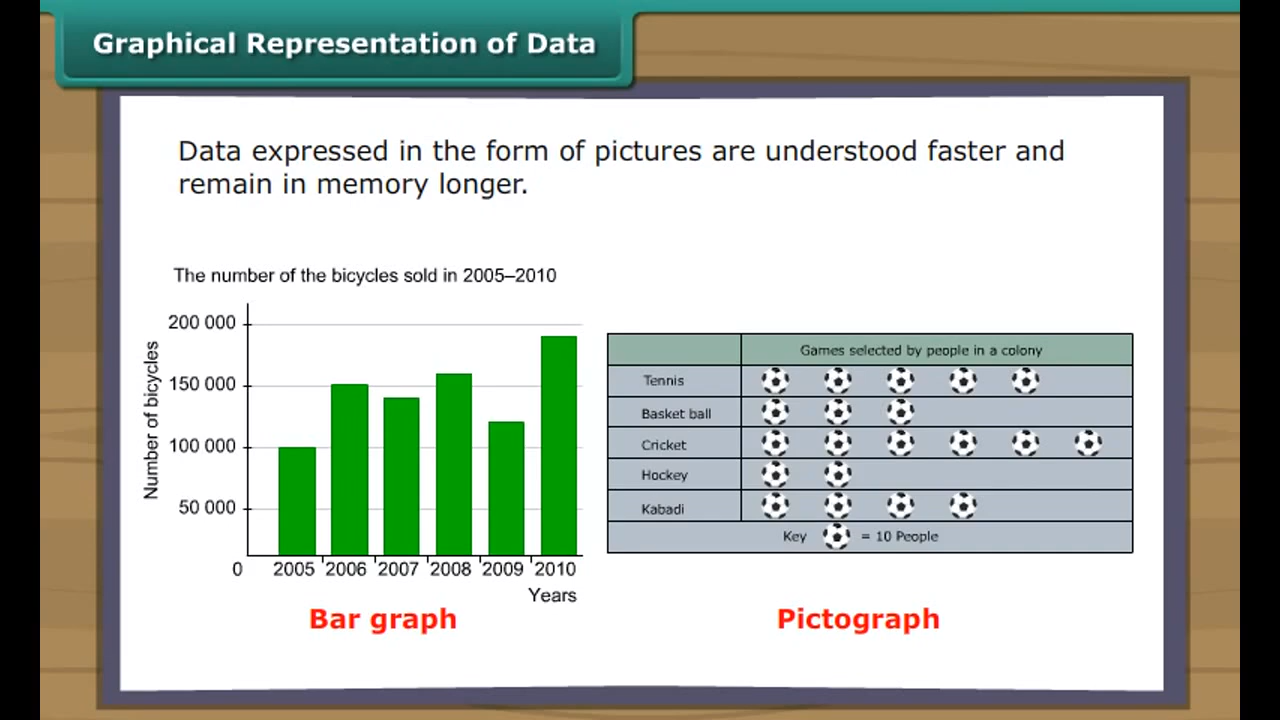 Graphical Representation of Data
Data expressed in the form of pictures are understood faster and
remain in memory longer.
The number of the bicycles sold in 2005–2010
Number of bicycles
200 000
150 000
100 000
50 000
0 2005 2006 2007 2008 2009 2010
Years
Bar graph
Games selected by people in a colony
Tennis
Basket ball
Cricket
Hockey
Kabadi
Key = 10 People
Pictograph